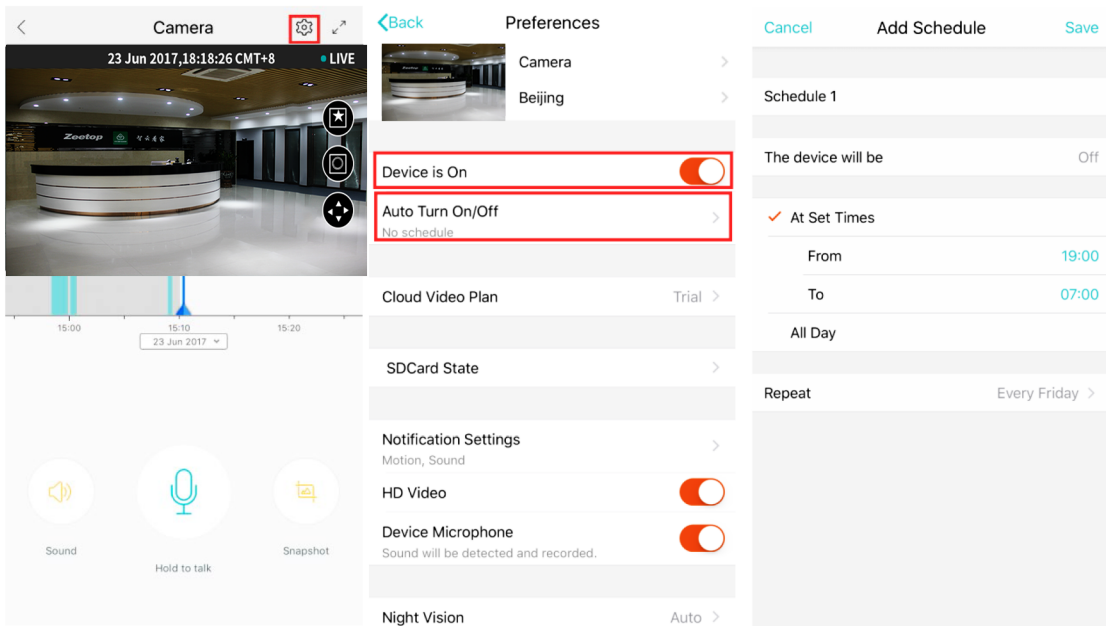 Camera
23 Jun 2017,18:18:26 CMT+8
LIVE
Zeetop
智云看家
15:00
15:10
15:20
23 Jun 2017
Sound
Hold to talk
Snapshot
Back
Preferences
Camera
Beijing
Device is On
Auto Turn On/Off
No schedule
Cloud Video Plan
Trial
SDCard State
Notification Settings
Motion, Sound
HD Video
Device Microphone
Sound will be detected and recorded.
Night Vision
Auto
Cancel
Add Schedule
Save
Schedule 1
The device will be
Off
At Set Times
From
19:00
To
07:00
All Day
Repeat
Every Friday